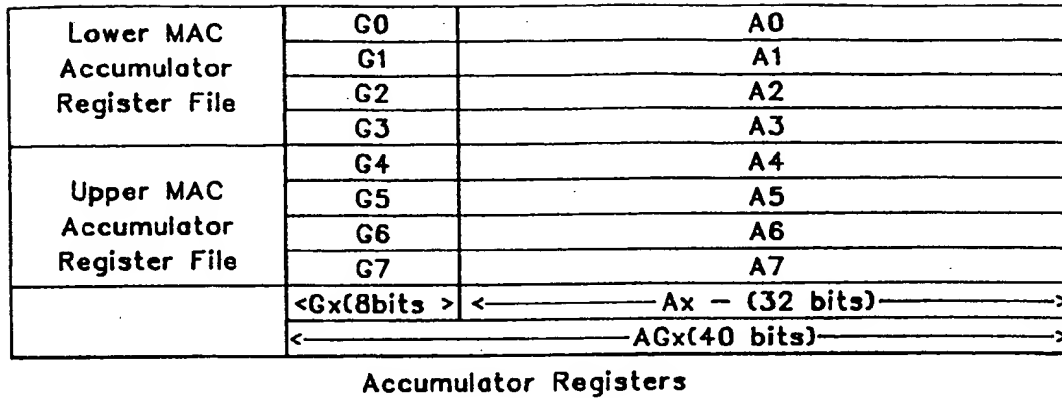 Lower MAC
Accumulator
Register File
G0 A0
G1 A1
G2 A2
G3 A3
Upper MAC
Accumulator
Register File
G4 A4
G5 A5
G6 A6
G7 A7
<Gx(8bits > < Ax — (32 bits) >
< AGx(40 bits) >
Accumulator Registers